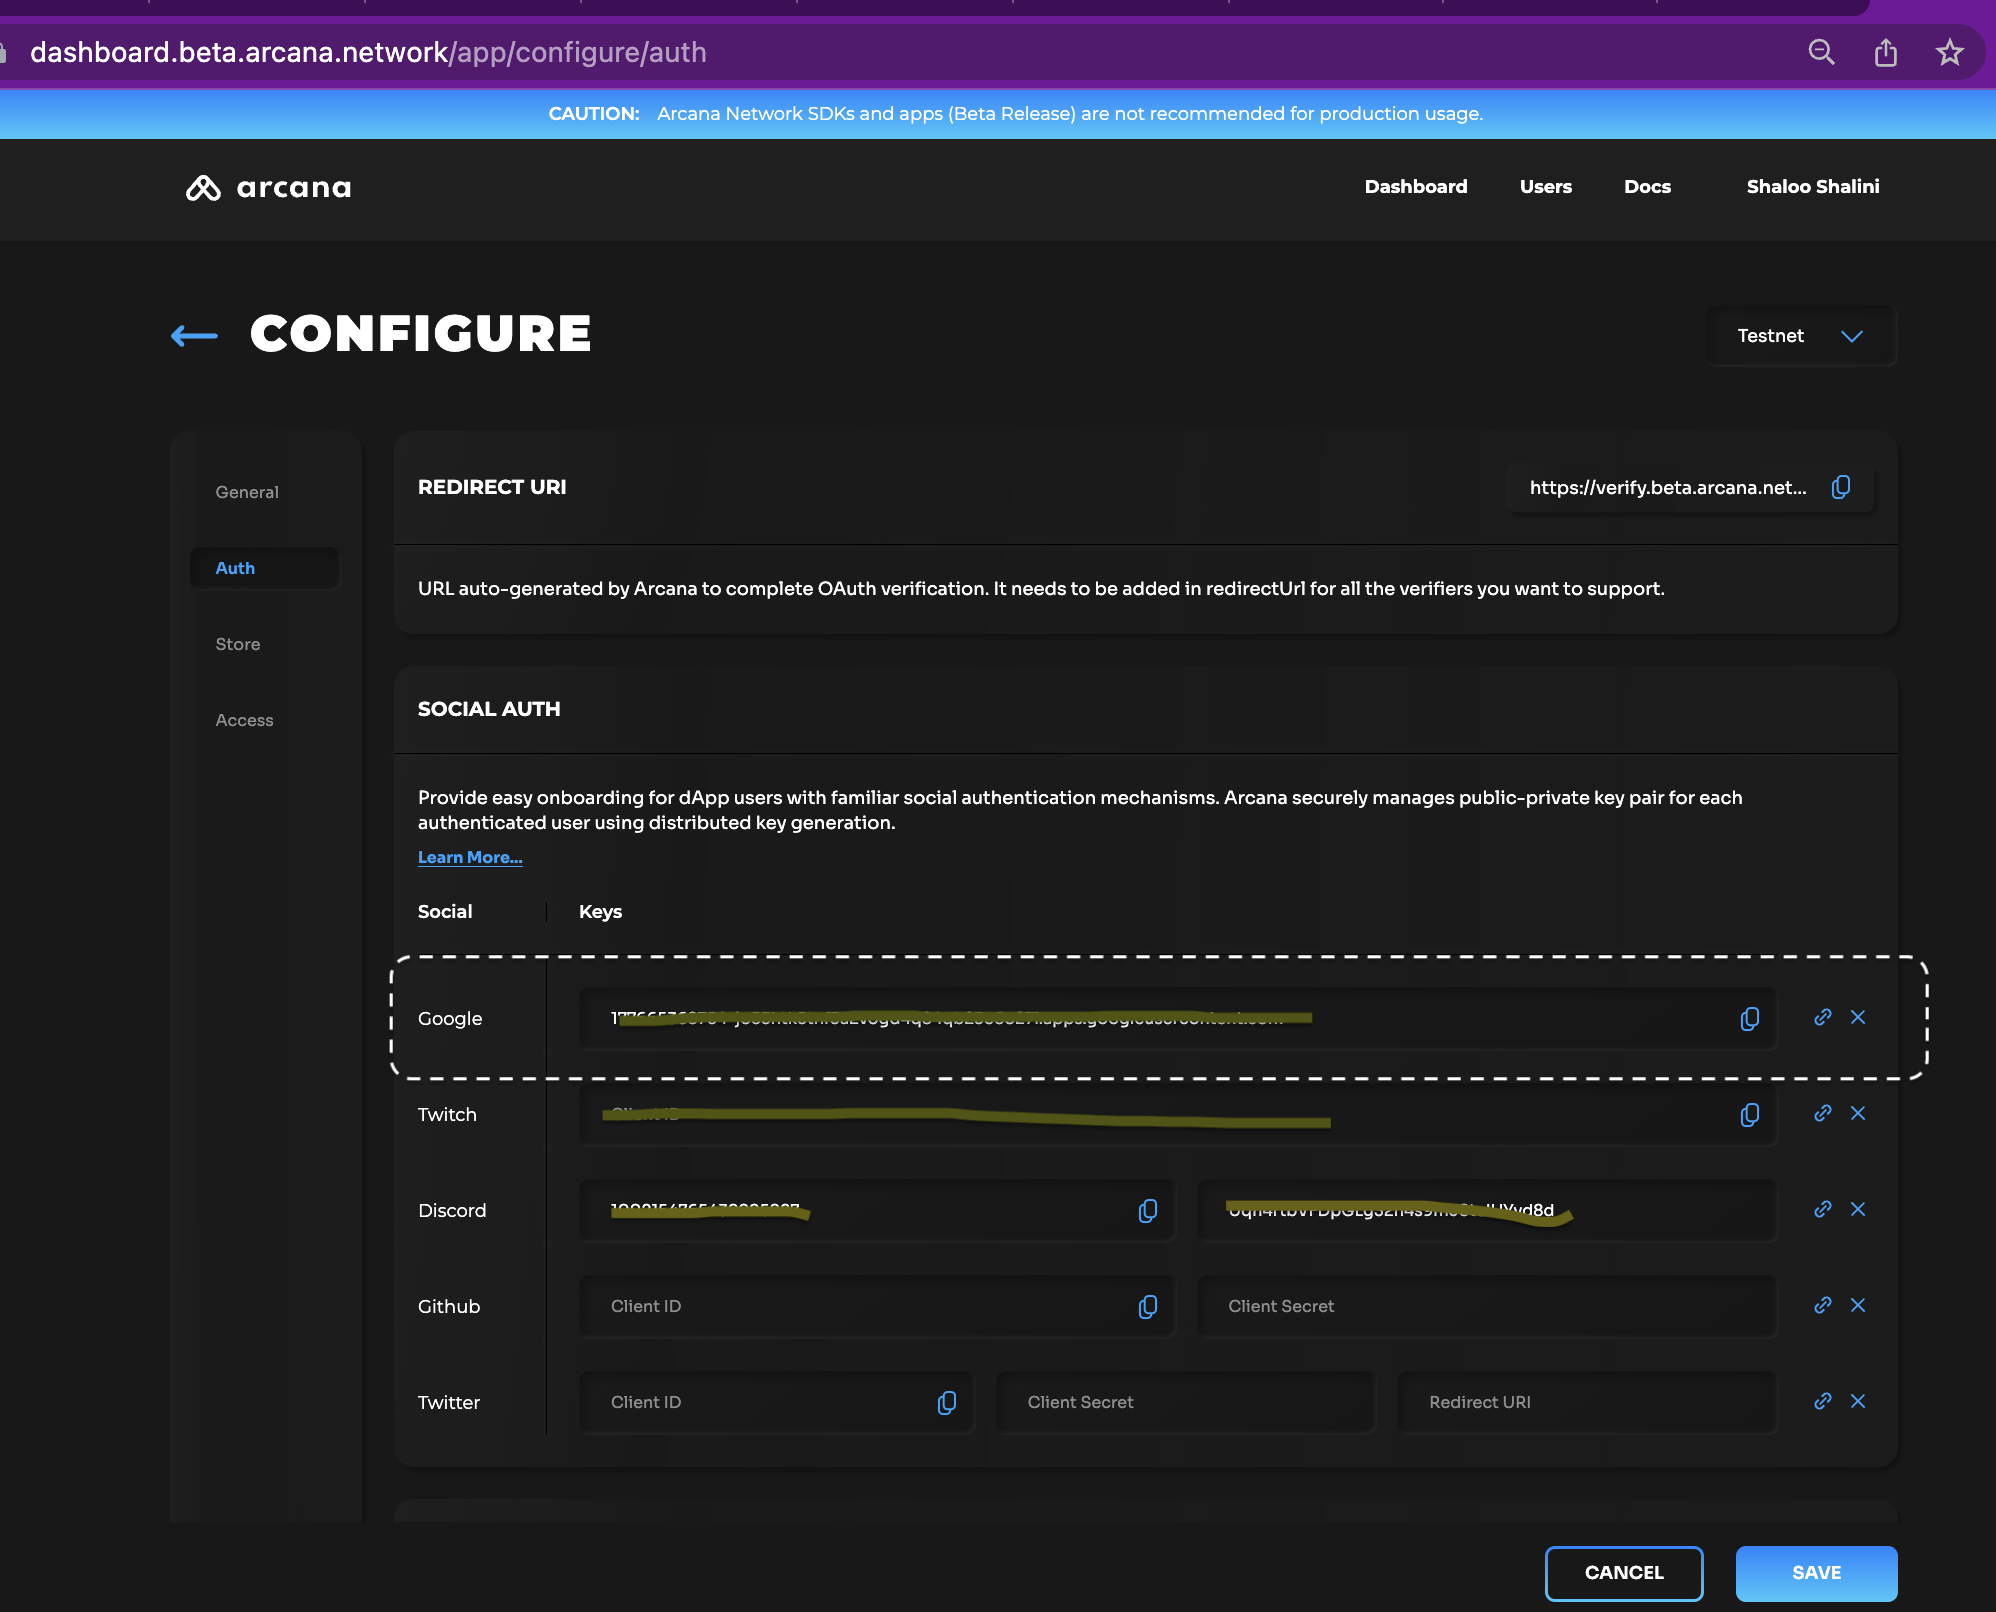 dashboard.beta.arcana.network/app/configure/auth
CAUTION: Arcana Network SDKs and apps (Beta Release) are not recommended for production usage.
arcana
Dashboard Users Docs Shaloo Shalini
CONFIGURE
Testnet
General
Auth
Store
Access
REDIRECT URI
https://verify.beta.arcana.net...
URL auto-generated by Arcana to complete OAuth verification. It needs to be added in redirectUrl for all the verifiers you want to support.
SOCIAL AUTH
Provide easy onboarding for dApp users with familiar social authentication mechanisms. Arcana securely manages public-private key pair for each
authenticated user using distributed key generation.
Learn More...
Social Keys
Google
Twitch Client ID
Discord
Github Client ID Client Secret
Twitter Client ID Client Secret Redirect URI
CANCEL SAVE